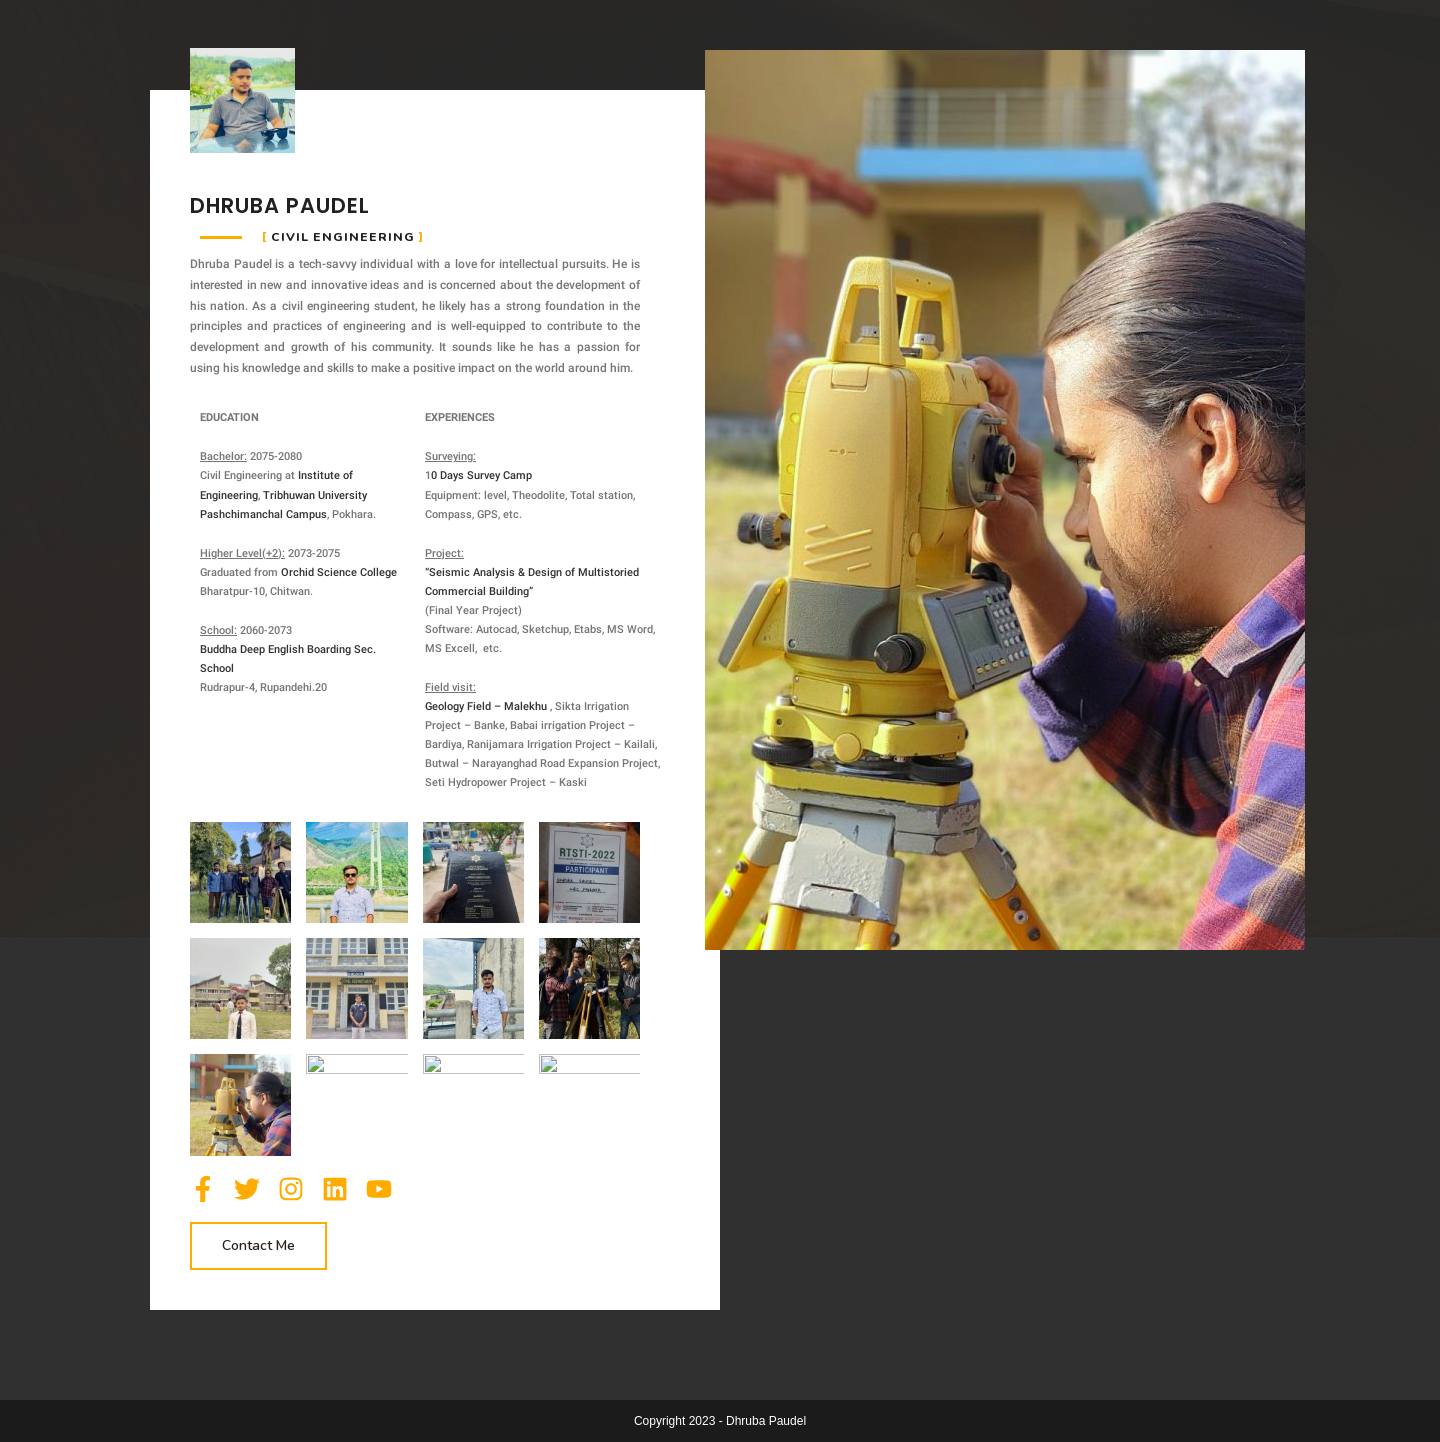 DHRUBA PAUDEL
[ CIVIL ENGINEERING ]
Dhruba Paudel is a tech-savvy individual with a love for intellectual pursuits. He is
interested in new and innovative ideas and is concerned about the development of
his nation. As a civil engineering student, he likely has a strong foundation in the
principles and practices of engineering and is well-equipped to contribute to the
development and growth of his community. It sounds like he has a passion for
using his knowledge and skills to make a positive impact on the world around him.
EDUCATION
Bachelor: 2075-2080
Civil Engineering at Institute of
Engineering, Tribhuwan University
Pashchimanchal Campus, Pokhara.
Higher Level(+2): 2073-2075
Graduated from Orchid Science College
Bharatpur-10, Chitwan.
School: 2060-2073
Buddha Deep English Boarding Sec.
School
Rudrapur-4, Rupandehi.20
EXPERIENCES
Surveying:
10 Days Survey Camp
Equipment: level, Theodolite, Total station,
Compass, GPS, etc.
Project:
“Seismic Analysis & Design of Multistoried
Commercial Building”
(Final Year Project)
Software: Autocad, Sketchup, Etabs, MS Word,
MS Excell,  etc.
Field visit:
Geology Field – Malekhu , Sikta Irrigation
Project – Banke, Babai irrigation Project –
Bardiya, Ranijamara Irrigation Project – Kailali,
Butwal – Narayanghad Road Expansion Project,
Seti Hydropower Project – Kaski
RTSTI-2022
PARTICIPANT
Contact Me
Copyright 2023 - Dhruba Paudel